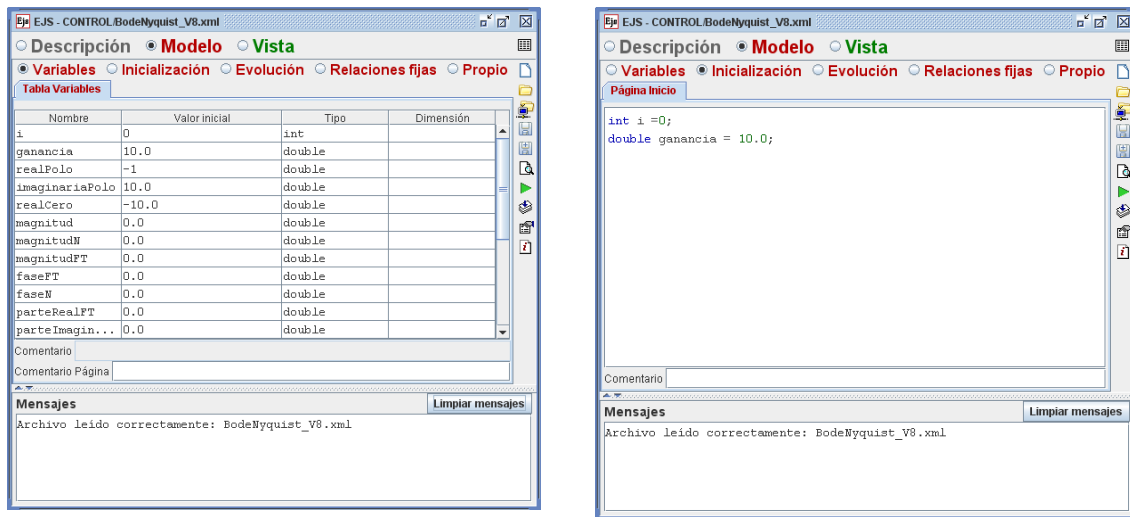 EJS - CONTROL/BodeNyquist_V8.xml
Descripción Modelo Vista
Variables Inicialización Evolución Relaciones fijas Propio
Tabla Variables
Nombre Valor inicial Tipo Dimensión
i 0 int
ganancia 10.0 double
realPolo -1 double
imaginariaPolo 10.0 double
realCero -10.0 double
magnitud 0.0 double
magnitudN 0.0 double
magnitudFT 0.0 double
faseFT 0.0 double
faseN 0.0 double
parteRealFT 0.0 double
parteImagin... 0.0 double
Comentario
Comentario Página
Mensajes Limpiar mensajes
Archivo leído correctamente: BodeNyquist_V8.xml
EJS - CONTROL/BodeNyquist_V8.xml
Descripción Modelo Vista
Variables Inicialización Evolución Relaciones fijas Propio
Página Inicio
int i =0;
double ganancia = 10.0;
Comentario
Mensajes Limpiar mensajes
Archivo leído correctamente: BodeNyquist_V8.xml